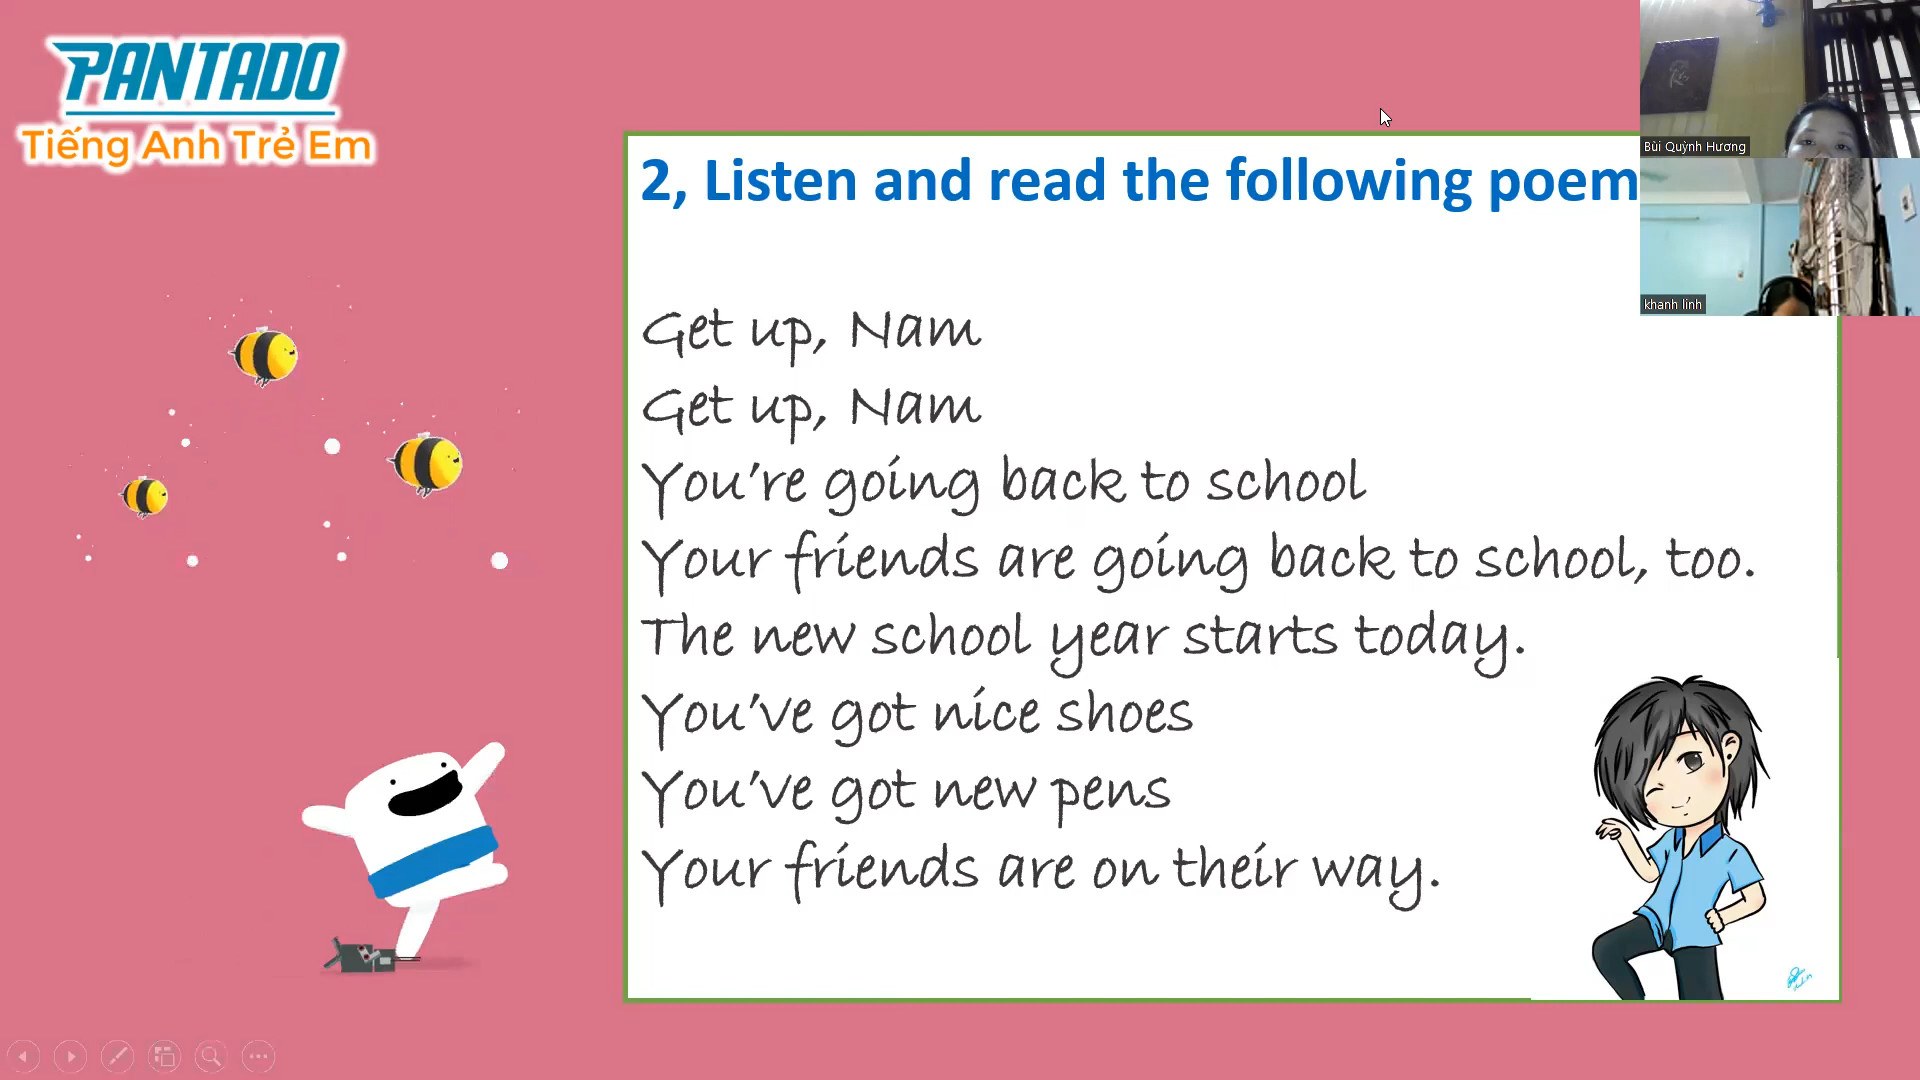 PANTADO
Tiếng Anh Trẻ Em
2, Listen and read the following poem
Get up, Nam
Get up, Nam
You're going back to school
Your friends are going back to school, too.
The new school year starts today.
You've got nice shoes
You've got new pens
Your friends are on their way.
Bùi Quỳnh Hương
khanh linh